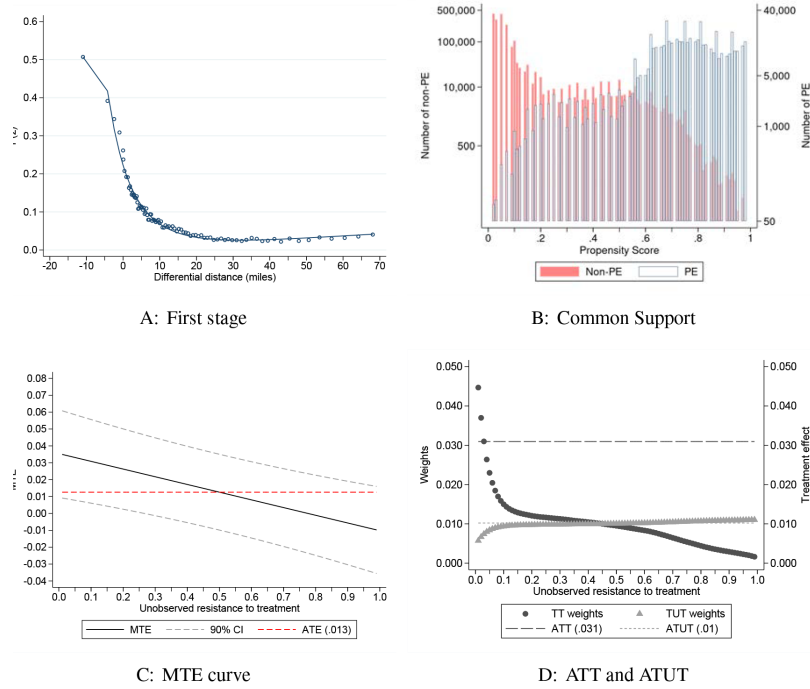 0.6
0.5
0.4
0.3
0.2
0.1
0.0
-20 -10 0 10 20 30 40 50 60 70
Differential distance (miles)
A: First stage
500,000 40,000
100,000
10,000 5,000
1,000
500
50
Number of non-PE
Number of PE
0 .2 .4 .6 .8 1
Propensity Score
Non-PE PE
B: Common Support
0.08
0.07
0.06
0.05
0.04
0.03
0.02
0.01
0.00
-0.01
-0.02
-0.03
-0.04
0.0 0.1 0.2 0.3 0.4 0.5 0.6 0.7 0.8 0.9 1.0
Unobserved resistance to treatment
MTE 90% CI ATE (.013)
C: MTE curve
0.050 0.050
0.040 0.040
0.030 0.030
0.020 0.020
0.010 0.010
0.000 0.000
Weights
Treatment effect
0.0 0.1 0.2 0.3 0.4 0.5 0.6 0.7 0.8 0.9 1.0
Unobserved resistance to treatment
TT weights TUT weights
ATT (.031) ATUT (.01)
D: ATT and ATUT